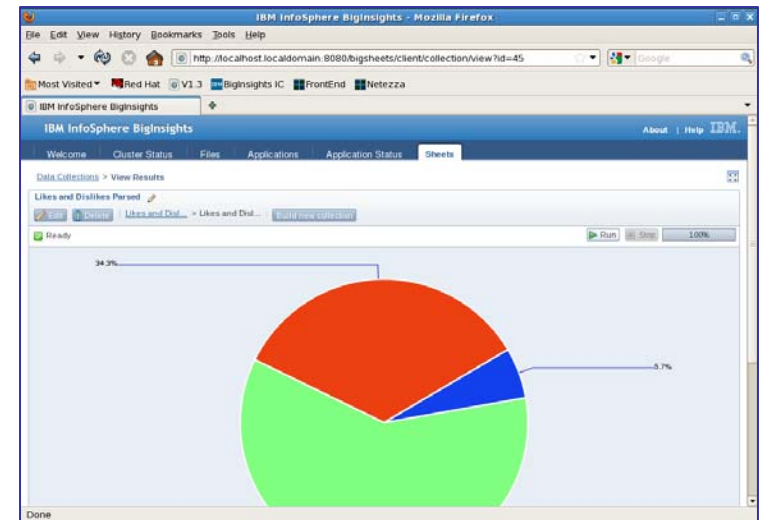 IBM InfoSphere BigInsights - Mozilla Firefox
File Edit View History Bookmarks Tools Help
http://localhost.localdomain:8080/bigsheets/client/collection/view?id=45
Google
Most Visited Red Hat V1.3 BigInsights IC FrontEnd Netezza
IBM InfoSphere BigInsights
IBM InfoSphere BigInsights About | Help IBM.
Welcome Cluster Status Files Applications Application Status Sheets
Data Collections > View Results
Likes and Dislikes Parsed
Edit Delete Likes and Disl... > Likes and Disl... Build new collection
Ready Run Stop 100%
34.3%
5.7%
Done